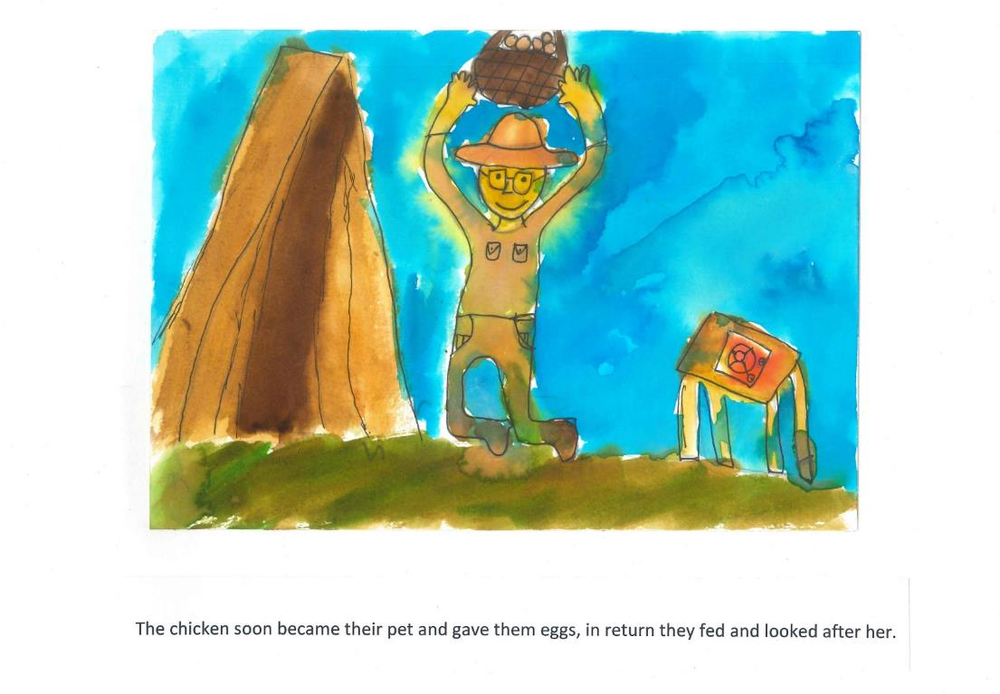 The chicken soon became their pet and gave them eggs, in return they fed and looked after her.